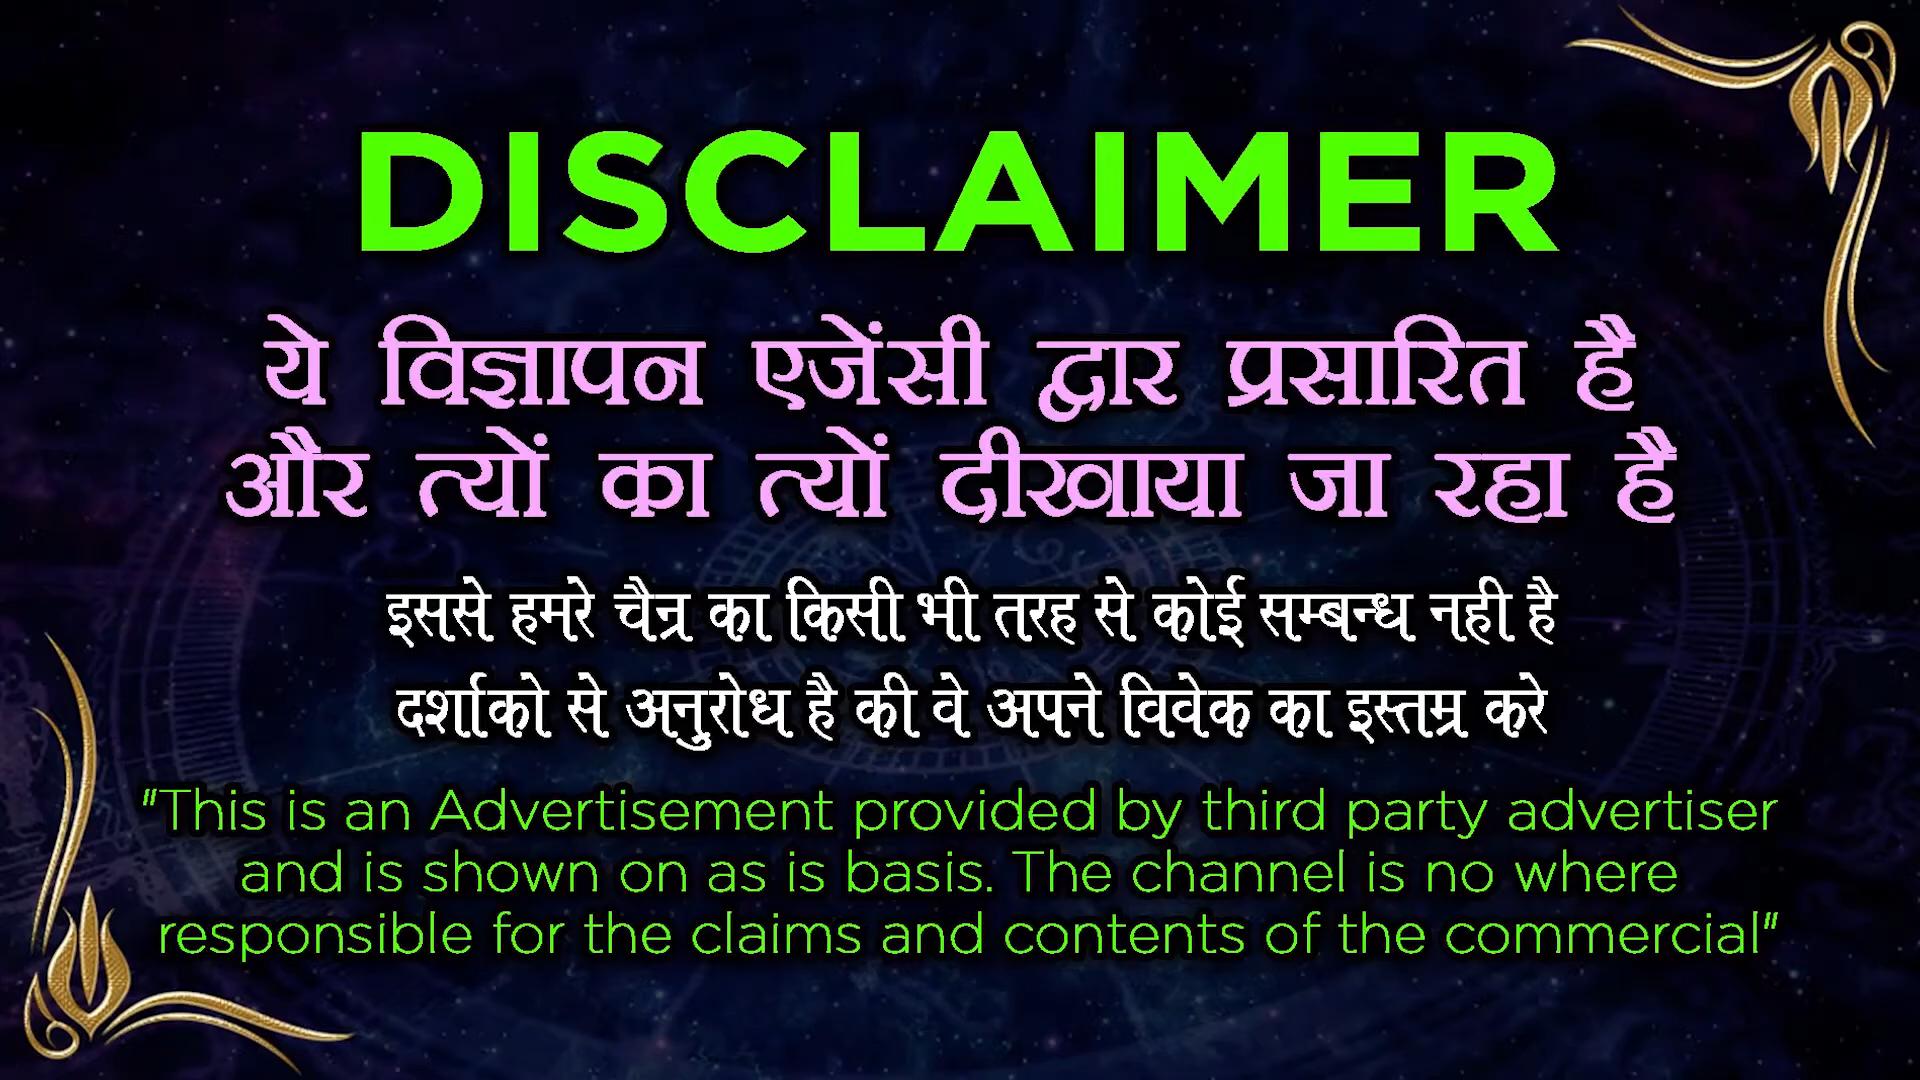 DISCLAIMER
ये विज्ञापन एजेंसी द्वार प्रसारित है
और त्यों का त्यों दीखाया जा रहा है
इससे हमरे चैन्र का किसी भी तरह से कोई सम्बन्ध नही है
दर्शाको से अनुरोध है की वे अपने विवेक का इस्तम्र करे
"This is an Advertisement provided by third party advertiser
and is shown on as is basis. The channel is no where
responsible for the claims and contents of the commercial"